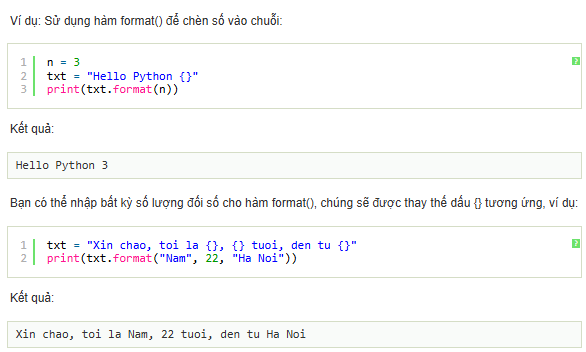 Ví dụ: Sử dụng hàm format() để chèn số vào chuỗi:
1 n = 3
2 txt = "Hello Python {}"
3 print(txt.format(n))
?
Kết quả:
Hello Python 3
Bạn có thể nhập bất kỳ số lượng đối số cho hàm format(), chúng sẽ được thay thế dấu {} tương ứng, ví dụ:
1 txt = "Xin chao, toi la {}, {} tuoi, den tu {}"
2 print(txt.format("Nam", 22, "Ha Noi"))
?
Kết quả:
Xin chao, toi la Nam, 22 tuoi, den tu Ha Noi